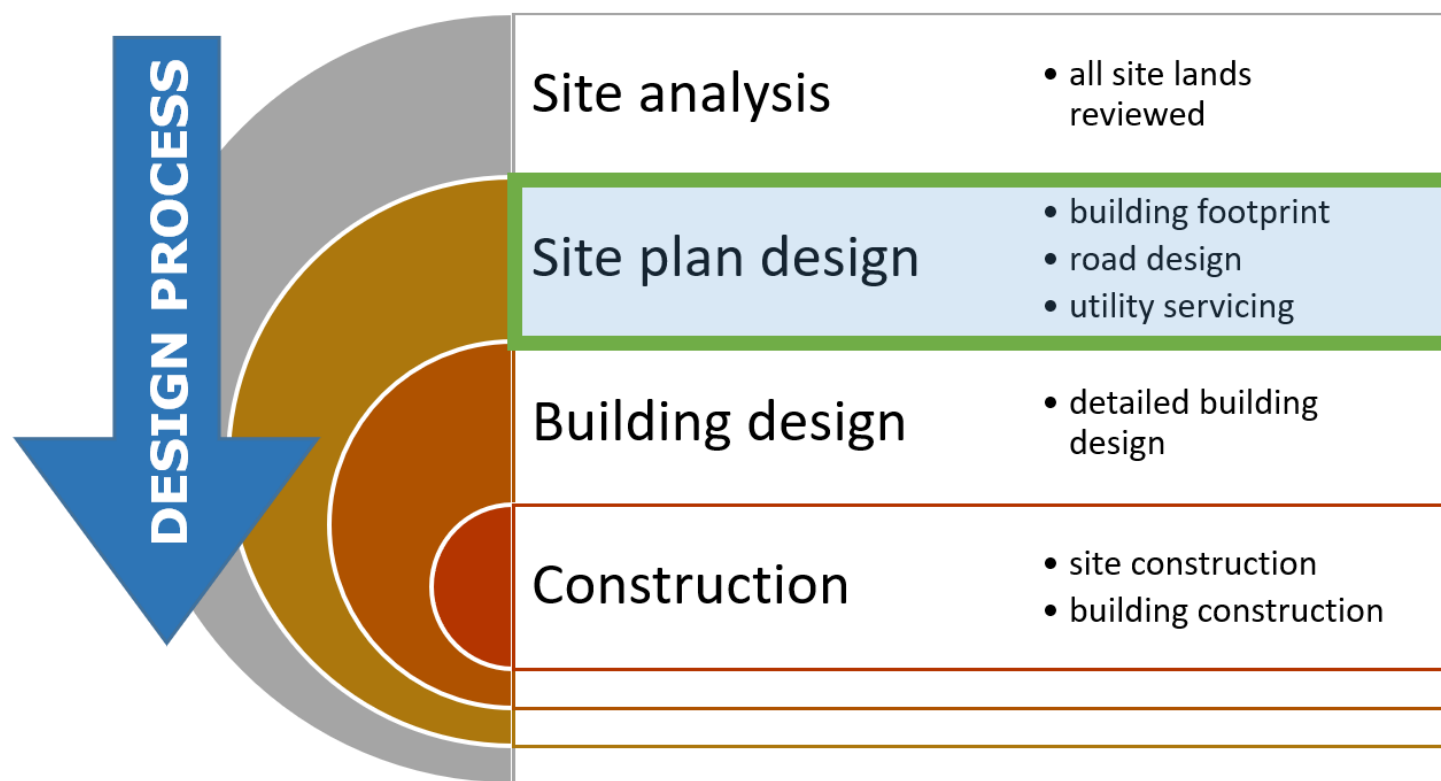 DESIGN PROCESS
Site analysis
• all site lands
reviewed
Site plan design
• building footprint
• road design
• utility servicing
Building design
• detailed building
design
Construction
• site construction
• building construction